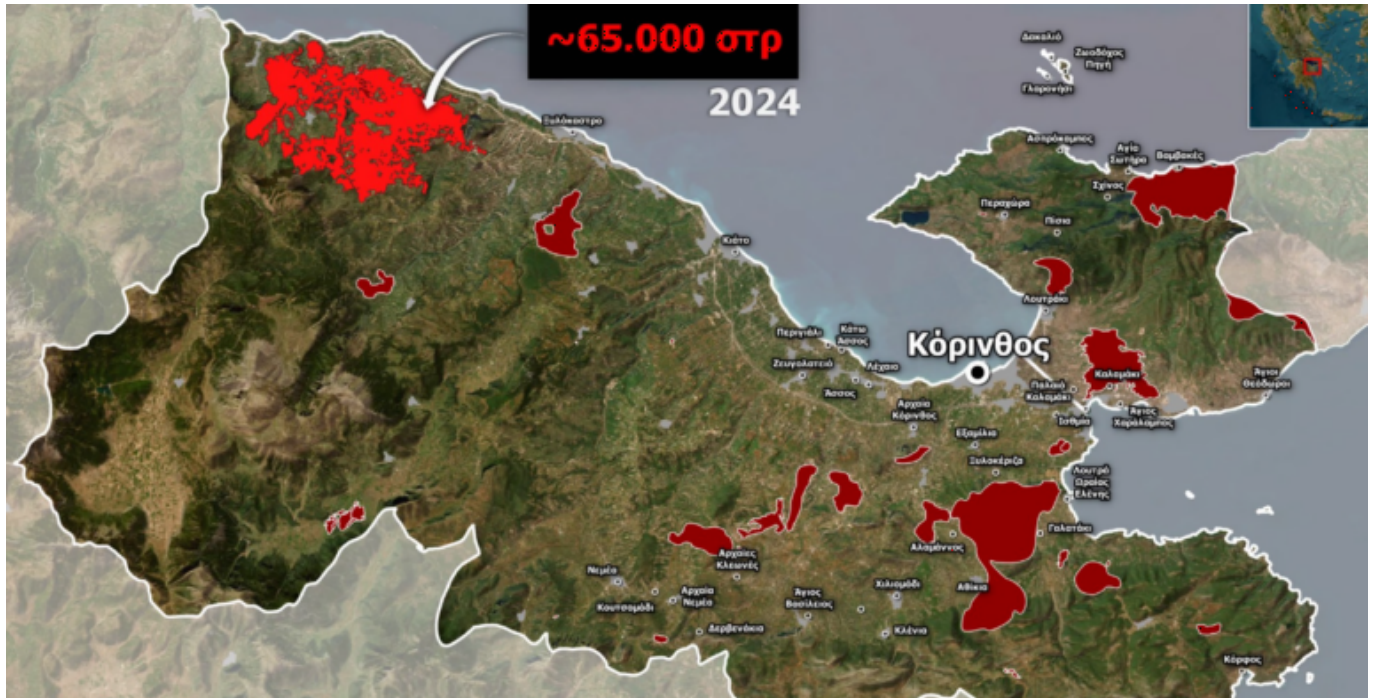 ~65.000 στρ
2024
Δασκαλιό
Ζωοδόχος
Πηγή
Γλαρονήσι
Ξυλόκαστρο
Ασπρόκαμπος
Αγία
Σωτήρα
Βαμβακές
Σχίνος
Περαχώρα
Πίσια
Κιάτο
Λουτράκι
Περιγιάλι
Κάτω
Άσσος
Κόρινθος
Ζευγολατειό
Λέχαιο
Άσσος
Παλαιό
Καλαμάκι
Καλαμάκι
Άγιοι
Θεόδωροι
Άγιος
Χαράλαμπος
Αρχαία
Κόρινθος
Ισθμία
Εξαμίλια
Ξυλοκέριζα
Λουτρό
Ωραίας
Ελένης
Γαλατάκι
Αλαμάννος
Αρχαίες
Κλεωνές
Νεμέα
Αθίκια
Χιλιομόδι
Κουτσομόδι
Αρχαία
Νεμέα
Άγιος
Βασίλειος
Δερβενάκια
Κλένια
Κόρφος